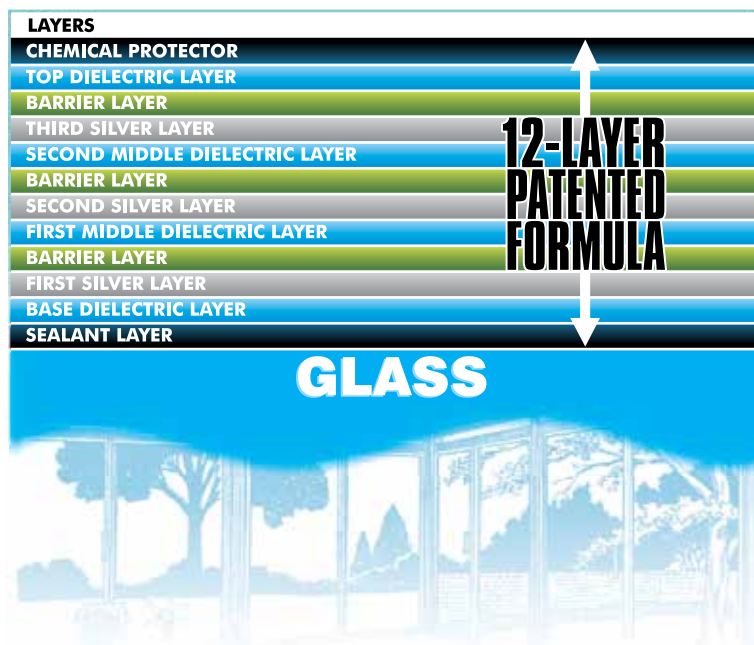 LAYERS
CHEMICAL PROTECTOR
TOP DIELECTRIC LAYER
BARRIER LAYER
THIRD SILVER LAYER
SECOND MIDDLE DIELECTRIC LAYER
BARRIER LAYER
SECOND SILVER LAYER
FIRST MIDDLE DIELECTRIC LAYER
BARRIER LAYER
FIRST SILVER LAYER
BASE DIELECTRIC LAYER
SEALANT LAYER
12-LAYER
PATENTED
FORMULA
GLASS